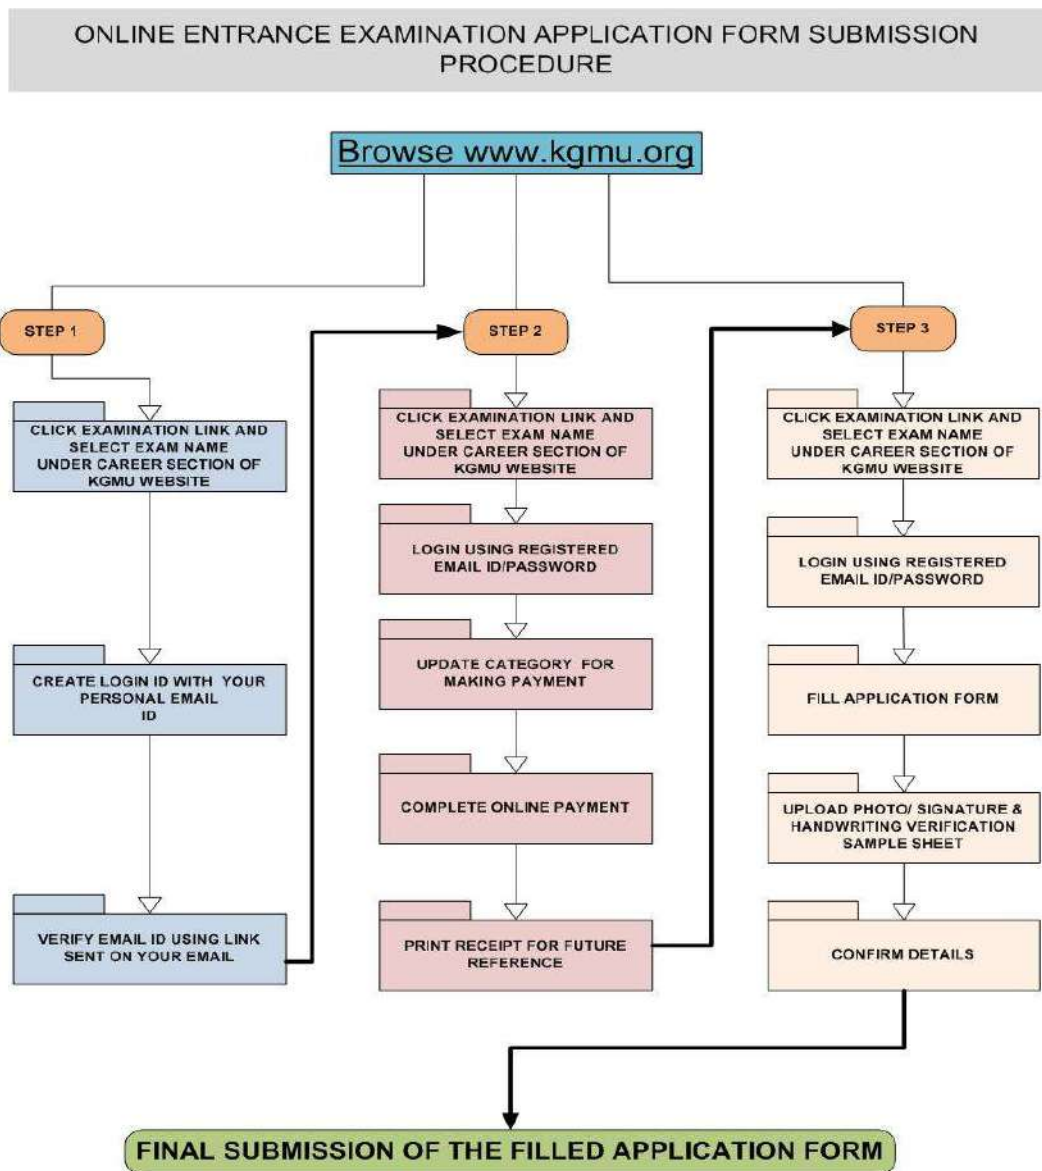 ONLINE ENTRANCE EXAMINATION APPLICATION FORM SUBMISSION
PROCEDURE
Browse www.kgmu.org
STEP 1
CLICK EXAMINATION LINK AND
SELECT EXAM NAME
UNDER CAREER SECTION OF
KGMU WEBSITE
CREATE LOGIN ID WITH YOUR
PERSONAL EMAIL
ID
VERIFY EMAIL ID USING LINK
SENT ON YOUR EMAIL
STEP 2
CLICK EXAMINATION LINK AND
SELECT EXAM NAME
UNDER CAREER SECTION OF
KGMU WEBSITE
LOGIN USING REGISTERED
EMAIL ID/PASSWORD
UPDATE CATEGORY FOR
MAKING PAYMENT
COMPLETE ONLINE PAYMENT
PRINT RECEIPT FOR FUTURE
REFERENCE
STEP 3
CLICK EXAMINATION LINK AND
SELECT EXAM NAME
UNDER CAREER SECTION OF
KGMU WEBSITE
LOGIN USING REGISTERED
EMAIL ID/PASSWORD
FILL APPLICATION FORM
UPLOAD PHOTO/ SIGNATURE &
HANDWRITING VERIFICATION
SAMPLE SHEET
CONFIRM DETAILS
FINAL SUBMISSION OF THE FILLED APPLICATION FORM